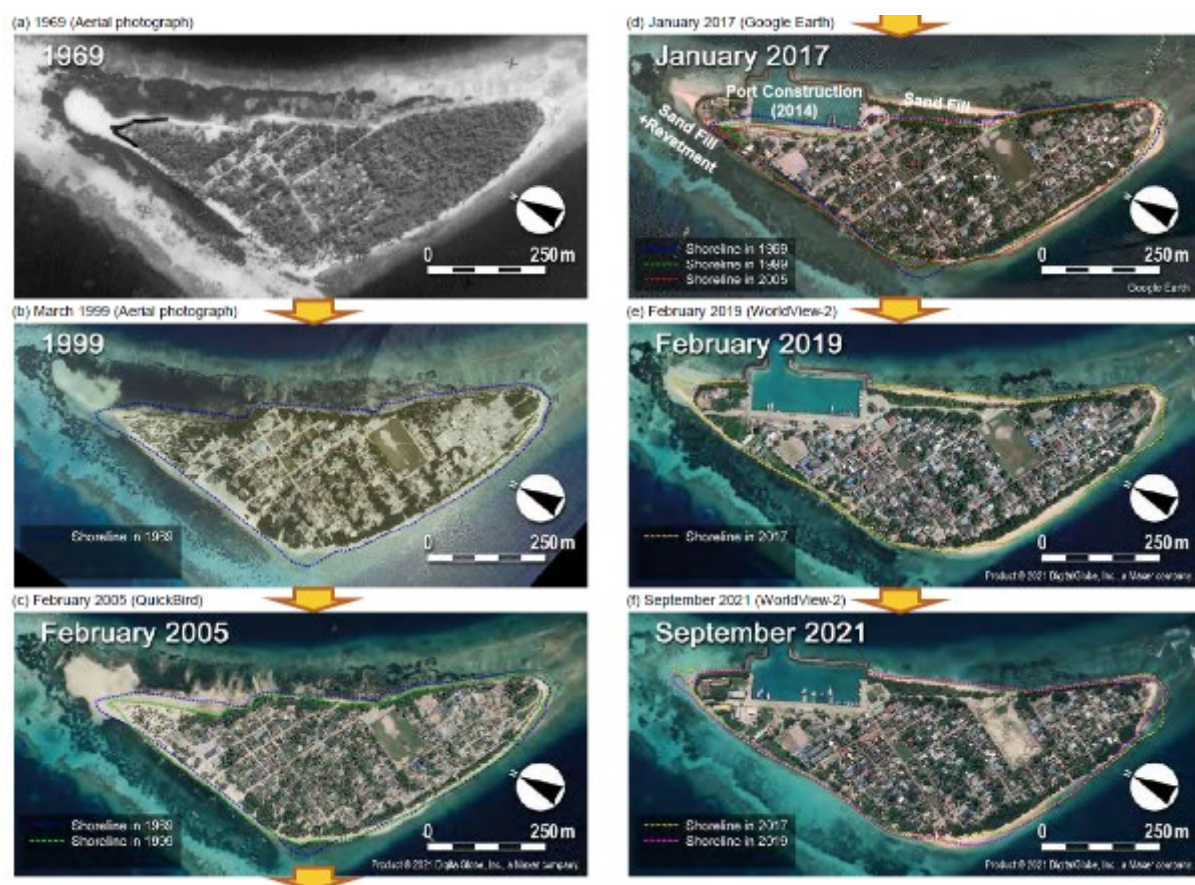 (a) 1969 (Aerial photograph)
1969
N
0 250 m
(b) March 1999 (Aerial photograph)
1999
N
Shoreline in 1969
0 250 m
(c) February 2005 (QuickBird)
February 2005
N
Shoreline in 1969
Shoreline in 1999
0 250 m
Product © 2021 DigitalGlobe, Inc., a Maxar company
(d) January 2017 (Google Earth)
January 2017
Port Construction
(2014)
Sand Fill
Sand Fill
+Revetment
N
Shoreline in 1969
Shoreline in 1999
Shoreline in 2005
0 250 m
Google Earth
(e) February 2019 (WorldView-2)
February 2019
N
Shoreline in 2017
0 250 m
Product © 2021 DigitalGlobe, Inc., a Maxar company
(f) September 2021 (WorldView-2)
September 2021
N
Shoreline in 2017
Shoreline in 2019
0 250 m
Product © 2021 DigitalGlobe, Inc., a Maxar company